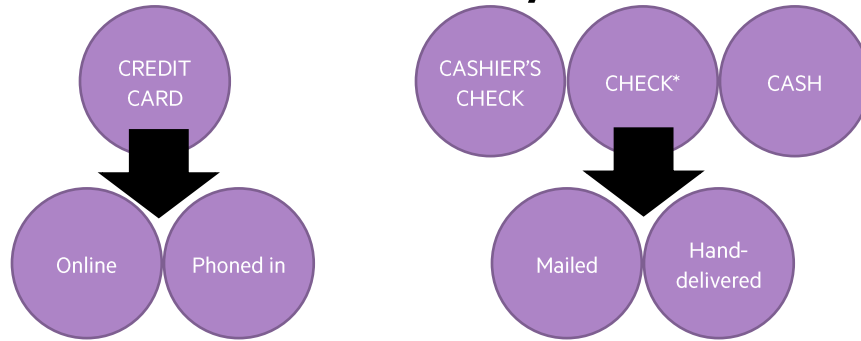 CREDIT
CARD
CASHIER'S
CHECK
CHECK*
CASH
Online
Phoned in
Mailed
Hand-
delivered